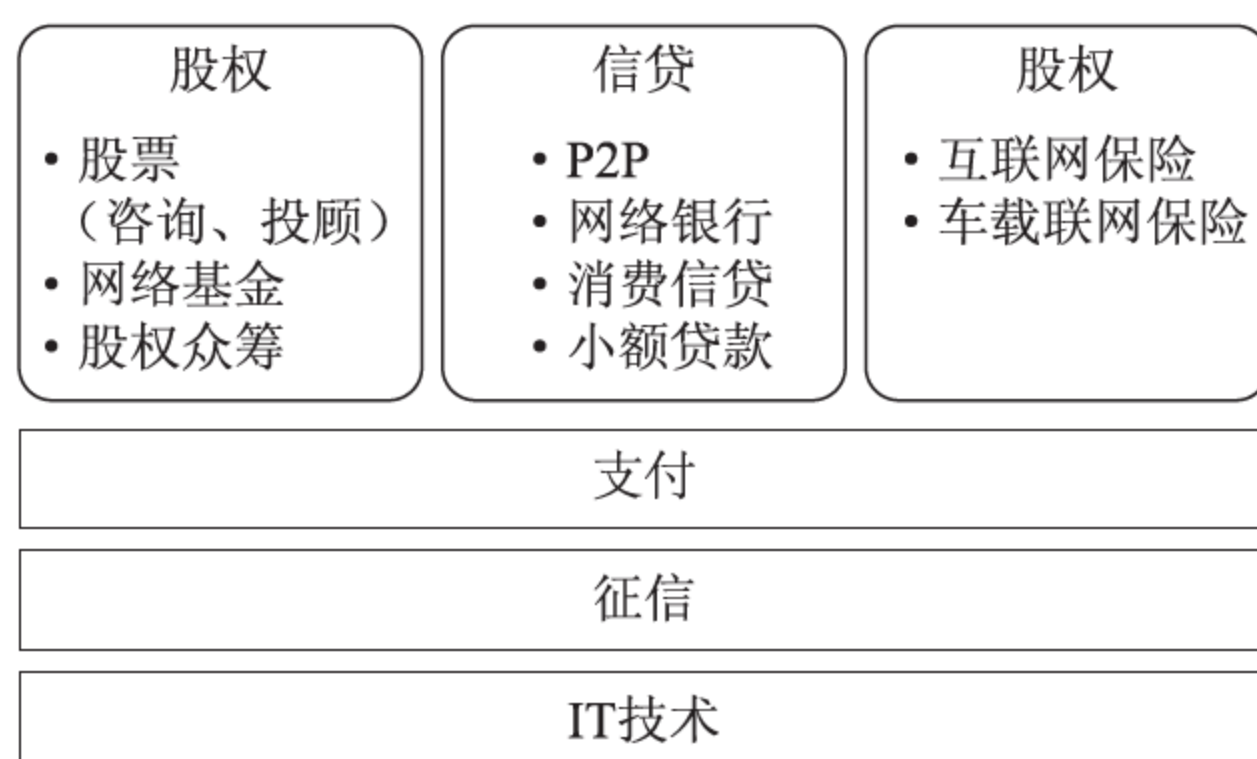 股权
• 股票
（咨询、投顾）
• 网络基金
• 股权众筹
信贷
• P2P
• 网络银行
• 消费信贷
• 小额贷款
股权
• 互联网保险
• 车载联网保险
支付
征信
IT技术